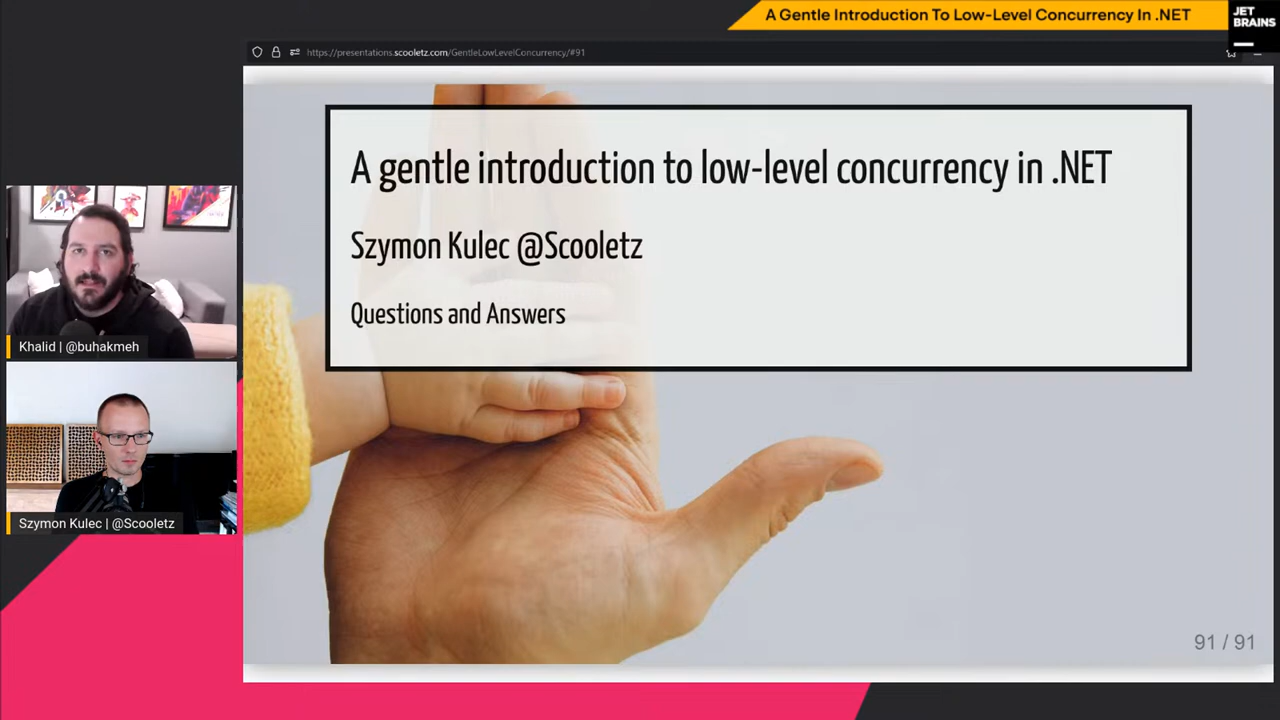 A Gentle Introduction To Low-Level Concurrency In .NET
JET
BRAINS
https://presentations.scooletz.com/GentleLowLevelConcurrency/#91
A gentle introduction to low-level concurrency in .NET
Szymon Kulec @Scooletz
Questions and Answers
Khalid | @buhakmeh
Szymon Kulec | @Scooletz
91 / 91